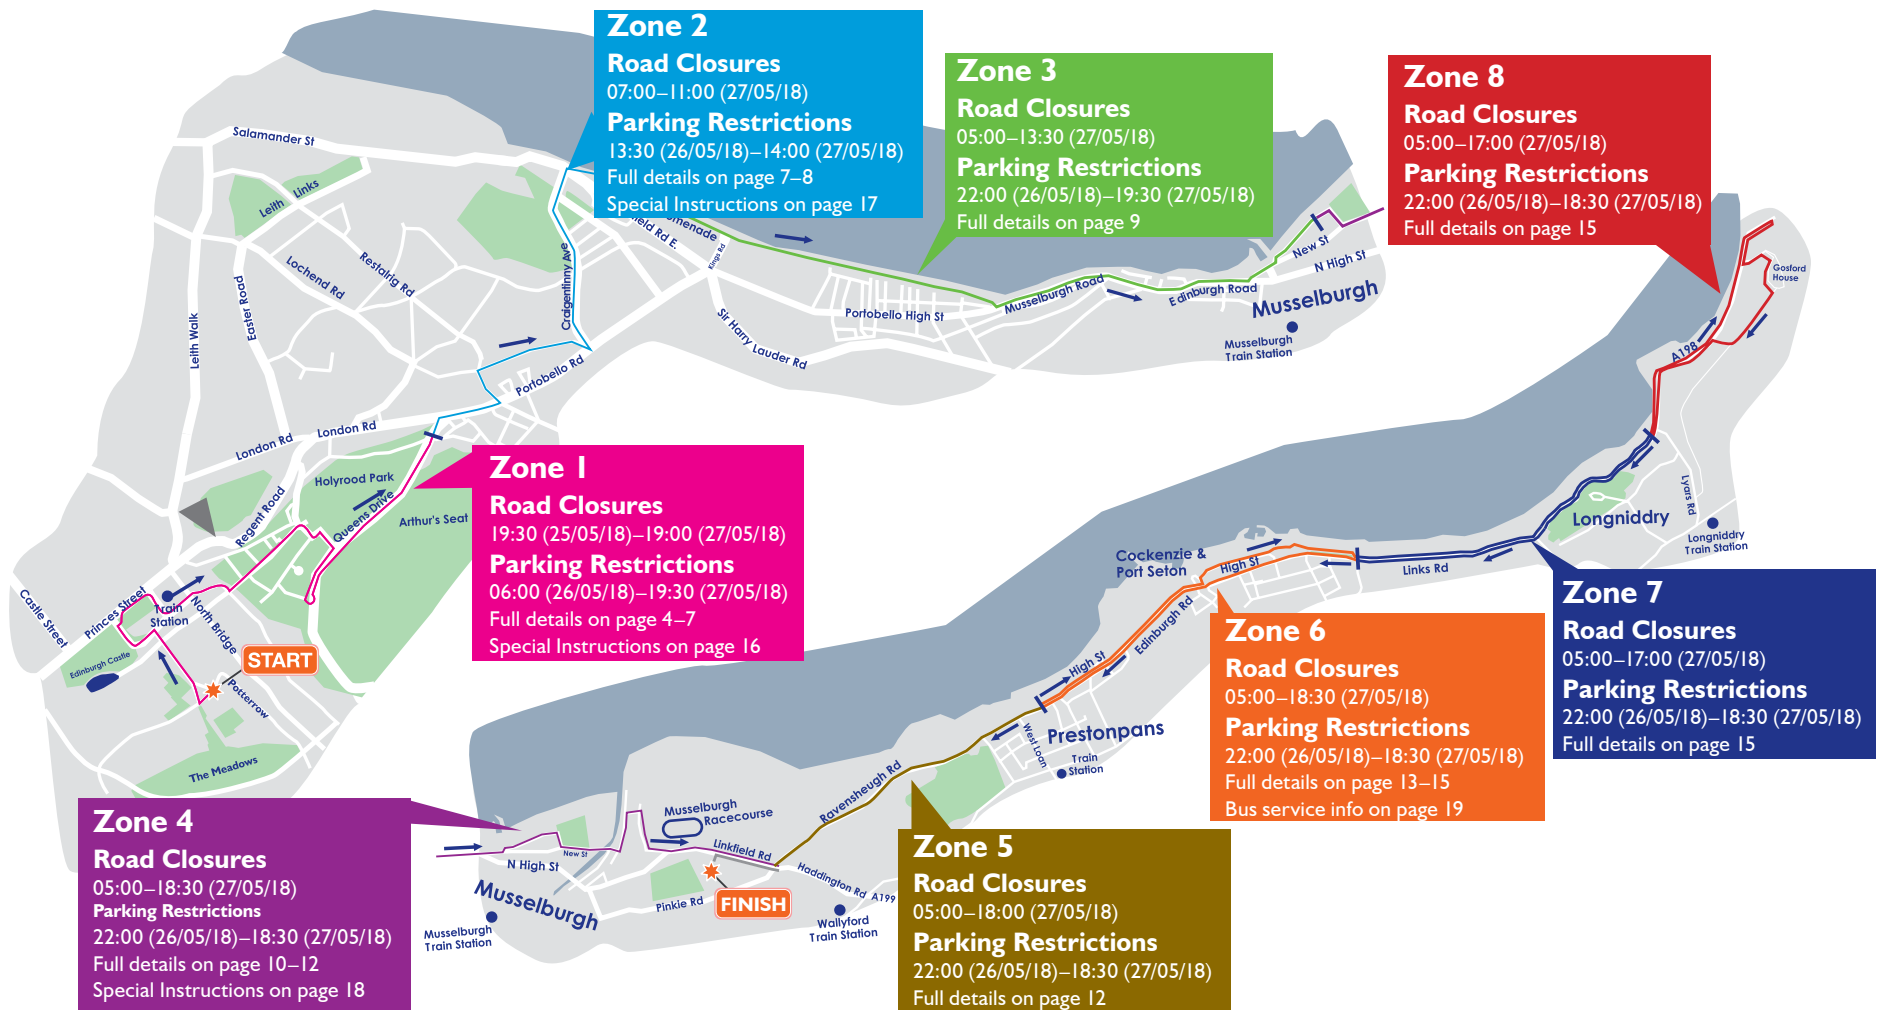 Zone 2
Road Closures
07:00–11:00 (27/05/18)
Parking Restrictions
13:30 (26/05/18)–14:00 (27/05/18)
Full details on page 7–8
Special Instructions on page 17
Zone 3
Road Closures
05:00–13:30 (27/05/18)
Parking Restrictions
22:00 (26/05/18)–19:30 (27/05/18)
Full details on page 9
Zone 8
Road Closures
05:00–17:00 (27/05/18)
Parking Restrictions
22:00 (26/05/18)–18:30 (27/05/18)
Full details on page 15
Salamander St
Leith Links
Restalrig Rd
Lochend Rd
Easter Road
Leith Walk
Craigentinny Ave
Kings Rd
Sir Harry Lauder Rd
Portobello High St
Musselburgh Road
Edinburgh Road
New St
N High St
Musselburgh
Musselburgh
Train Station
Portobello Rd
London Rd
London Rd
Gosford
House
A198
Zone 1
Road Closures
19:30 (25/05/18)–19:00 (27/05/18)
Parking Restrictions
06:00 (26/05/18)–19:30 (27/05/18)
Full details on page 4–7
Special Instructions on page 16
Holyrood Park
Queens Drive
Arthur's Seat
Regent Road
Princes Street
Castle Street
Train
Station
North Bridge
Edinburgh Castle
START
Potterrow
The Meadows
Lyars Rd
Longniddry
Longniddry
Train Station
Cockenzie &
Port Seton
High St
Links Rd
Edinburgh Rd
High St
Zone 7
Road Closures
05:00–17:00 (27/05/18)
Parking Restrictions
22:00 (26/05/18)–18:30 (27/05/18)
Full details on page 15
Zone 6
Road Closures
05:00–18:30 (27/05/18)
Parking Restrictions
22:00 (26/05/18)–18:30 (27/05/18)
Full details on page 13–15
Bus service info on page 19
Prestonpans
West Loan
Train
Station
Ravensheugh Rd
Musselburgh
Racecourse
Linkfield Rd
New St
N High St
Musselburgh
Musselburgh
Train Station
Pinkie Rd
FINISH
Haddington Rd A199
Wallyford
Train Station
Zone 4
Road Closures
05:00–18:30 (27/05/18)
Parking Restrictions
22:00 (26/05/18)–18:30 (27/05/18)
Full details on page 10–12
Special Instructions on page 18
Zone 5
Road Closures
05:00–18:00 (27/05/18)
Parking Restrictions
22:00 (26/05/18)–18:30 (27/05/18)
Full details on page 12